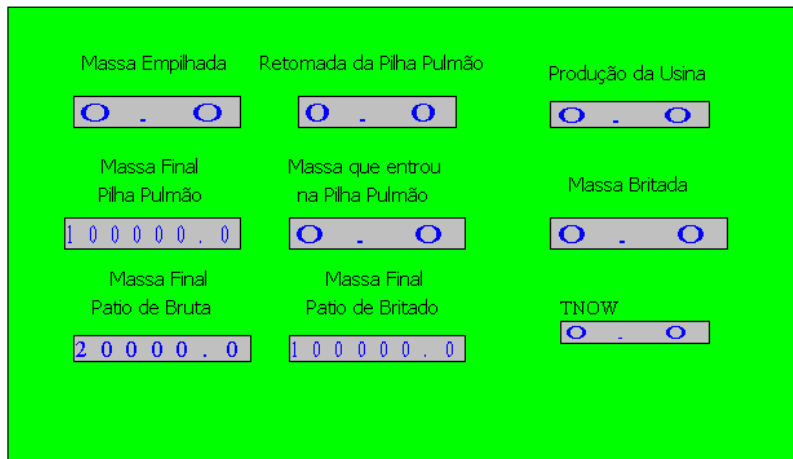 Massa Empilhada
0.0
Retomada da Pilha Pulmão
0.0
Produção da Usina
0.0
Massa Final
Pilha Pulmão
100000.0
Massa que entrou
na Pilha Pulmão
0.0
Massa Britada
0.0
Massa Final
Patio de Bruta
20000.0
Massa Final
Patio de Britado
100000.0
TNOW
0.0